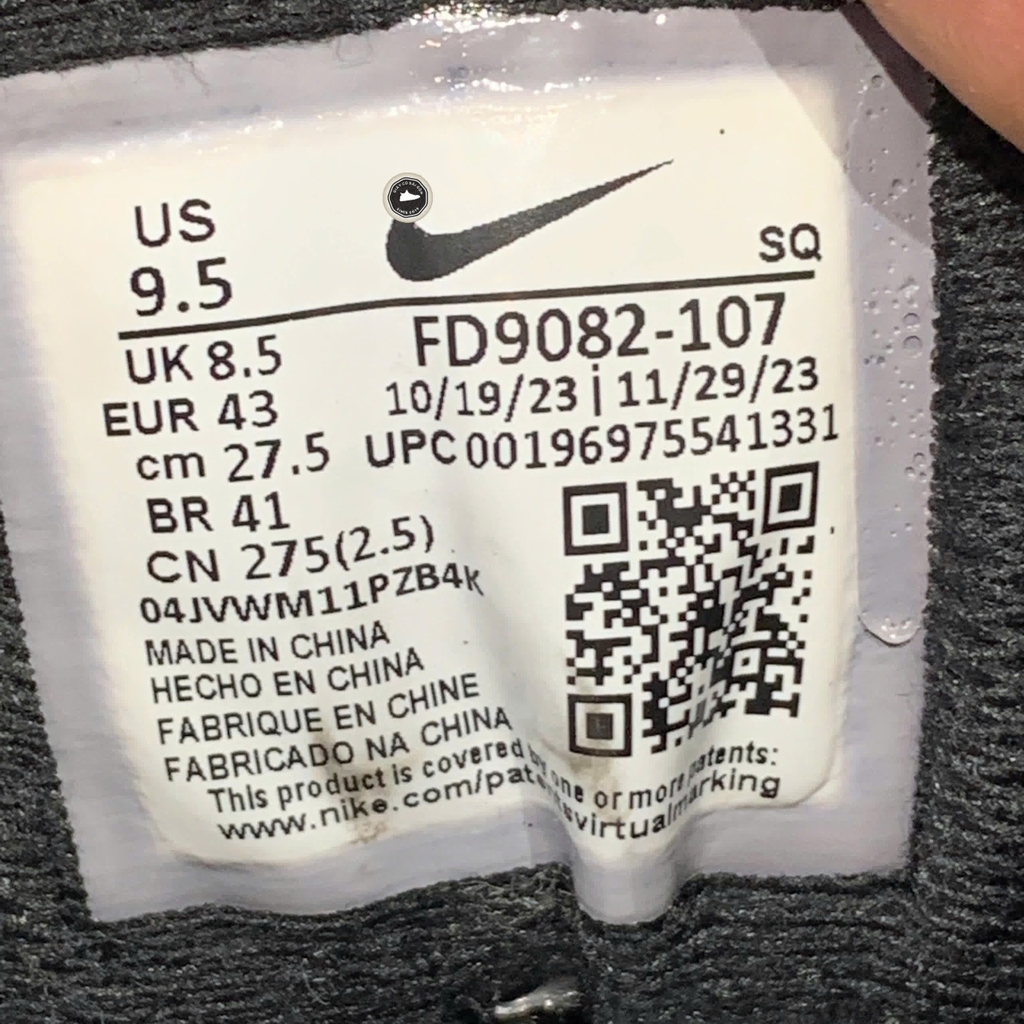 US
9.5
SQ
UK 8.5
FD9082-107
EUR 43
10/19/23 | 11/29/23
cm 27.5
UPC 00196975541331
BR 41
CN 275(2.5)
04JVWM11PZB4K
MADE IN CHINA
HECHO EN CHINA
FABRIQUE EN CHINE
FABRICADO NA CHINA
This product is covered by one or more patents:
www.nike.com/patentsvirtualmarking